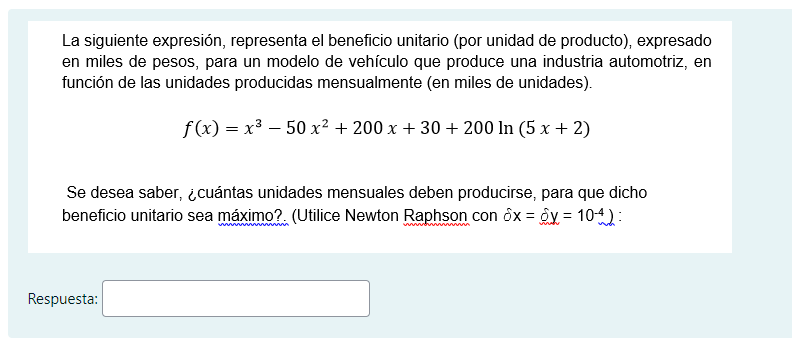 La siguiente expresión, representa el beneficio unitario (por unidad de producto), expresado
en miles de pesos, para un modelo de vehículo que produce una industria automotriz, en
función de las unidades producidas mensualmente (en miles de unidades).
f(x) = x³ − 50 x² + 200 x + 30 + 200 ln (5 x + 2)
Se desea saber, ¿cuántas unidades mensuales deben producirse, para que dicho
beneficio unitario sea máximo?. (Utilice Newton Raphson con δx = δy = 10⁻⁴ ) :
Respuesta: